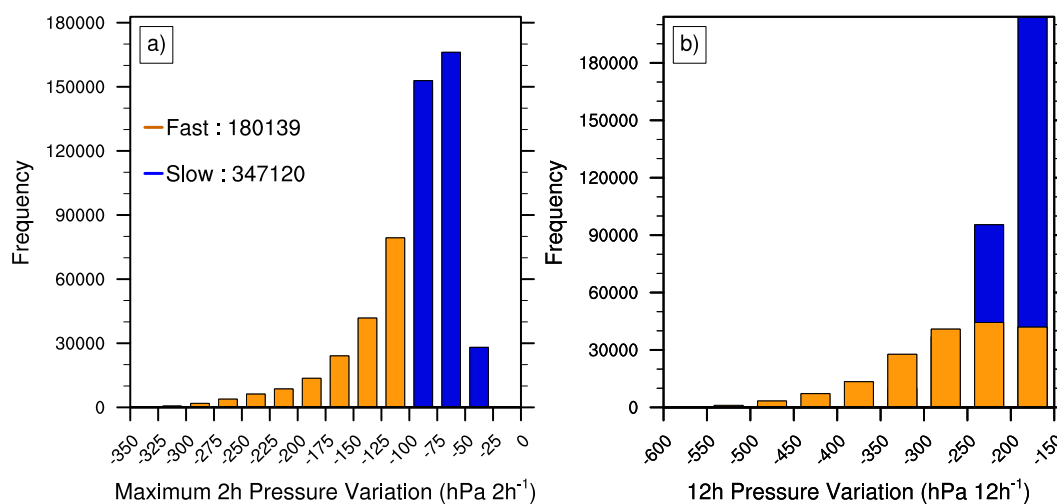 a)
180000
150000
120000
90000
60000
30000
0
Frequency
Fast : 180139
Slow : 347120
-350 -325 -300 -275 -250 -225 -200 -175 -150 -125 -100 -75 -50 -25 0
Maximum 2h Pressure Variation (hPa 2h⁻¹)
b)
180000
150000
120000
90000
60000
30000
0
Frequency
-600 -550 -500 -450 -400 -350 -300 -250 -200 -150
12h Pressure Variation (hPa 12h⁻¹)